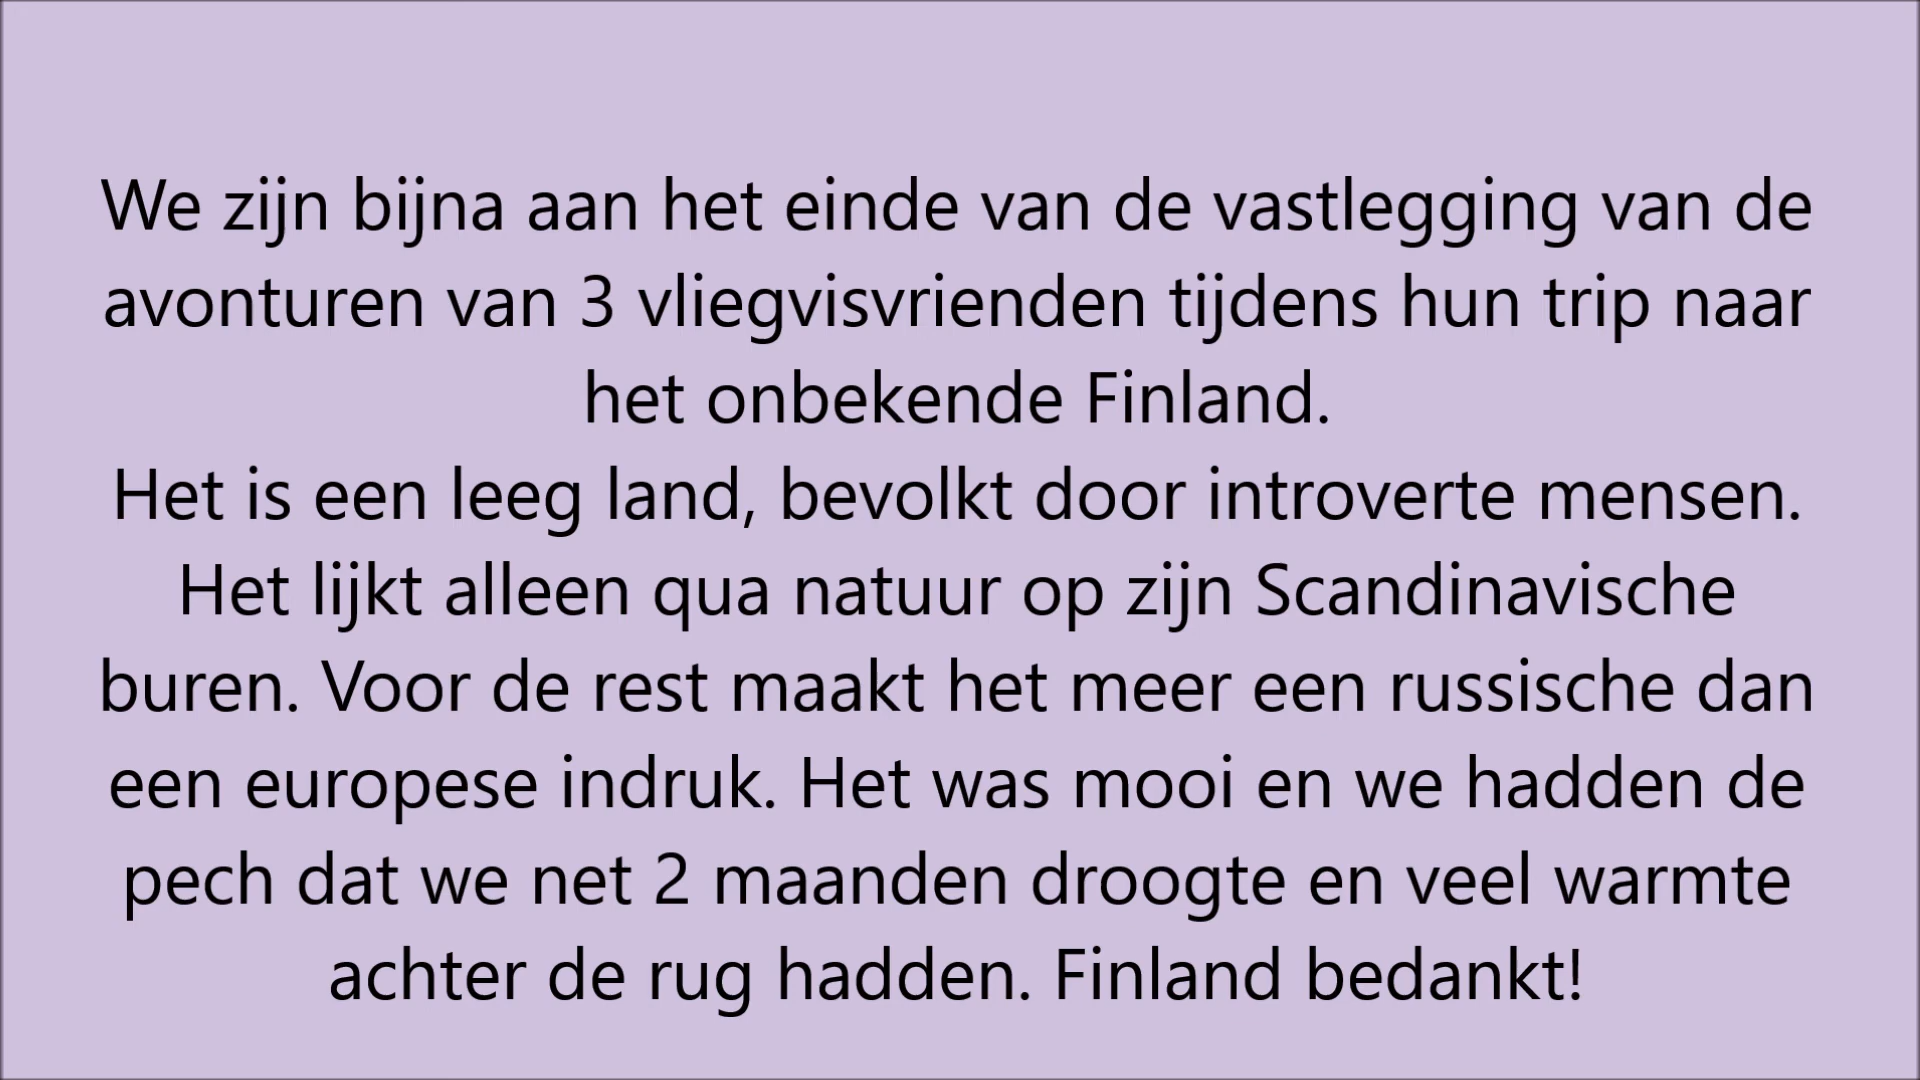 We zijn bijna aan het einde van de vastlegging van de
avonturen van 3 vliegvisvrienden tijdens hun trip naar
het onbekende Finland.
Het is een leeg land, bevolkt door introverte mensen.
Het lijkt alleen qua natuur op zijn Scandinavische
buren. Voor de rest maakt het meer een russische dan
een europese indruk. Het was mooi en we hadden de
pech dat we net 2 maanden droogte en veel warmte
achter de rug hadden. Finland bedankt!